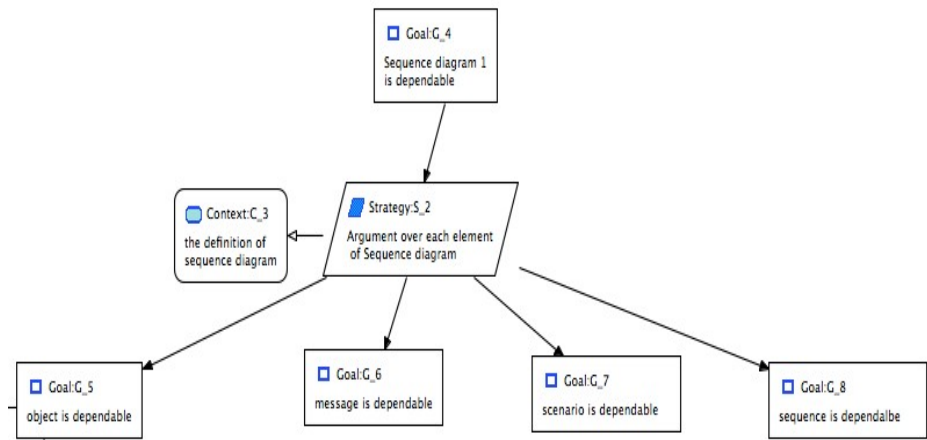 Goal:G_4
Sequence diagram 1
is dependable
Context:C_3
the definition of
sequence diagram
Strategy:S_2
Argument over each element
of Sequence diagram
Goal:G_5
object is dependable
Goal:G_6
message is dependable
Goal:G_7
scenario is dependable
Goal:G_8
sequence is dependalbe